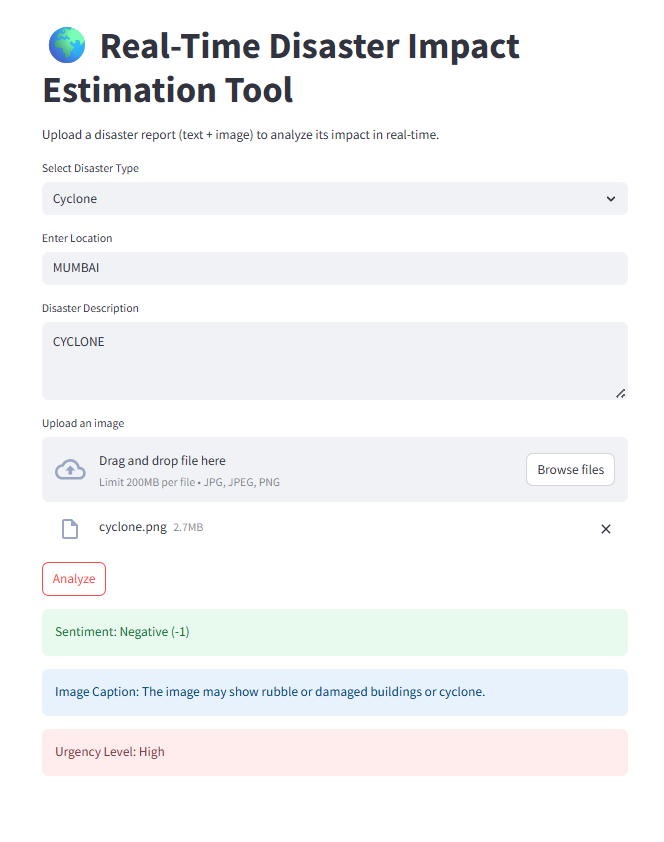 Real-Time Disaster Impact
Estimation Tool
Upload a disaster report (text + image) to analyze its impact in real-time.
Select Disaster Type
Cyclone
Enter Location
MUMBAI
Disaster Description
CYCLONE
Upload an image
Drag and drop file here
Limit 200MB per file • JPG, JPEG, PNG
Browse files
cyclone.png 2.7MB
Analyze
Sentiment: Negative (-1)
Image Caption: The image may show rubble or damaged buildings or cyclone.
Urgency Level: High